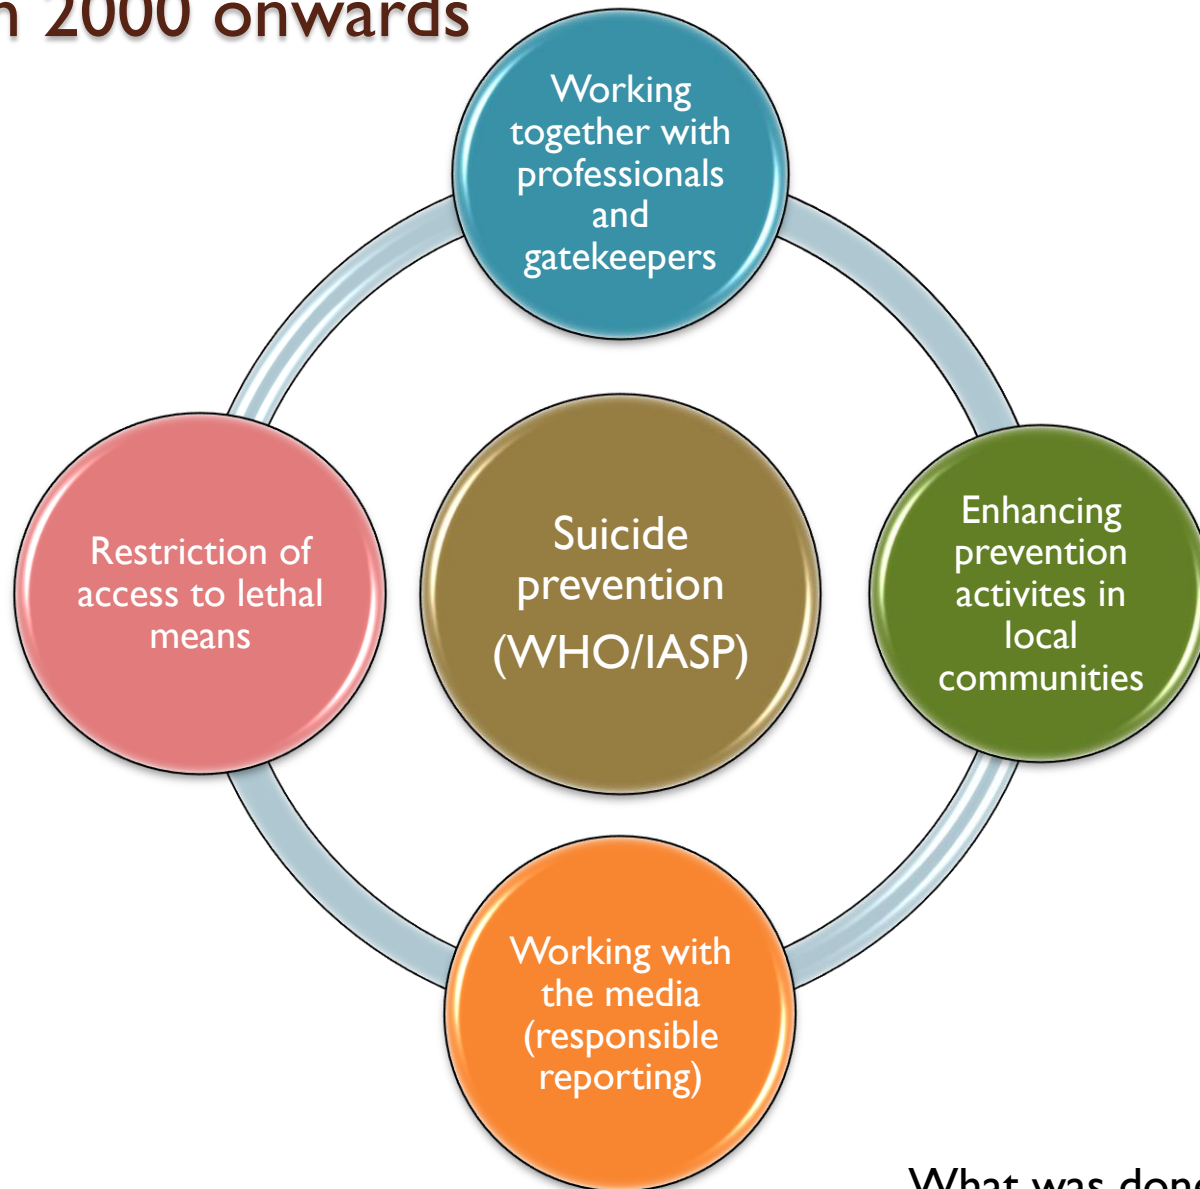 2000 onwards
Working
together with
professionals
and
gatekeepers
Restriction of
access to lethal
means
Suicide
prevention
(WHO/IASP)
Enhancing
prevention
activites in
local
communities
Working with
the media
(responsible
reporting)
What was done